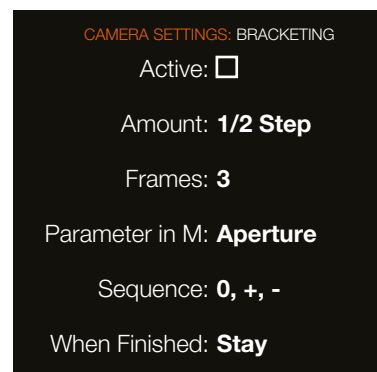 CAMERA SETTINGS: BRACKETING
Active:
Amount: 1/2 Step
Frames: 3
Parameter in M: Aperture
Sequence: 0, +, -
When Finished: Stay